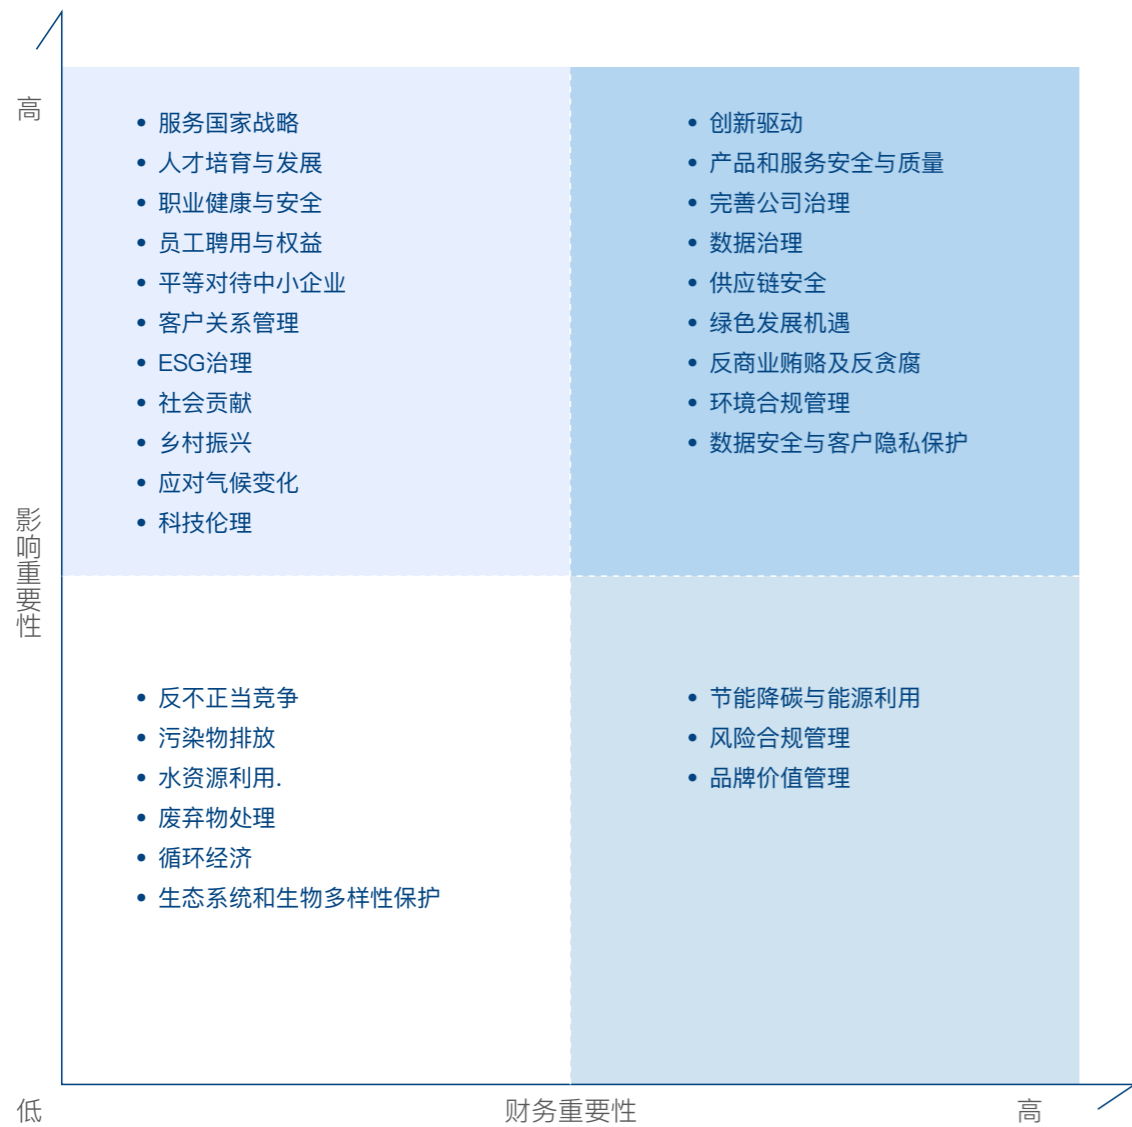 高
• 服务国家战略
• 人才培育与发展
• 职业健康与安全
• 员工聘用与权益
• 平等对待中小企业
• 客户关系管理
• ESG治理
• 社会贡献
• 乡村振兴
• 应对气候变化
• 科技伦理
• 创新驱动
• 产品和服务安全与质量
• 完善公司治理
• 数据治理
• 供应链安全
• 绿色发展机遇
• 反商业贿赂及反贪腐
• 环境合规管理
• 数据安全与客户隐私保护
影响重要性
• 反不正当竞争
• 污染物排放
• 水资源利用.
• 废弃物处理
• 循环经济
• 生态系统和生物多样性保护
• 节能降碳与能源利用
• 风险合规管理
• 品牌价值管理
低
财务重要性
高